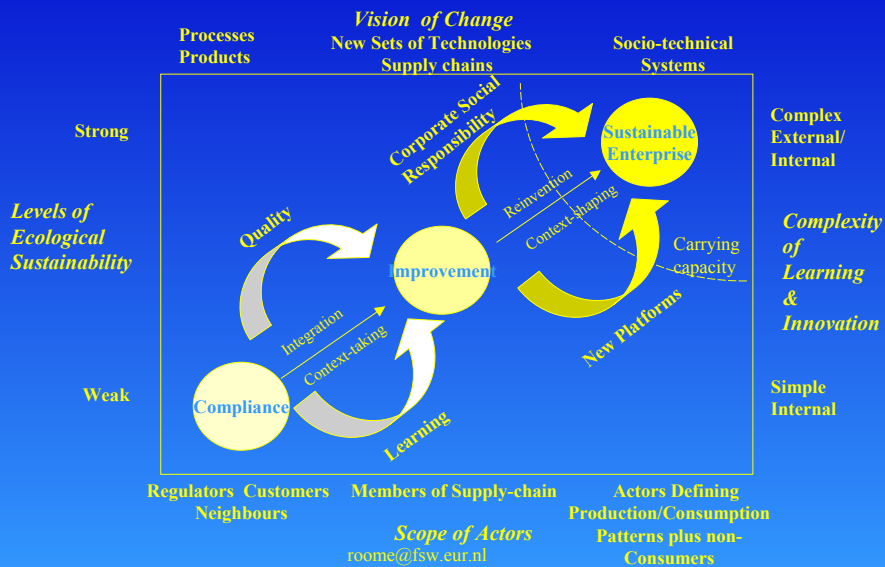 Vision of Change
Processes
Products
New Sets of Technologies
Supply chains
Socio-technical
Systems
Strong
Levels of
Ecological
Sustainability
Weak
Corporate Social
Responsibility
Sustainable
Enterprise
Complex
External/
Internal
Reinvention
Context-shaping
Quality
Improvement
Carrying
capacity
Complexity
of
Learning
&
Innovation
New Platforms
Integration
Context-taking
Compliance
Learning
Simple
Internal
Regulators Customers
Neighbours
Members of Supply-chain
Actors Defining
Production/Consumption
Patterns plus non-
Consumers
Scope of Actors
roome@fsw.eur.nl